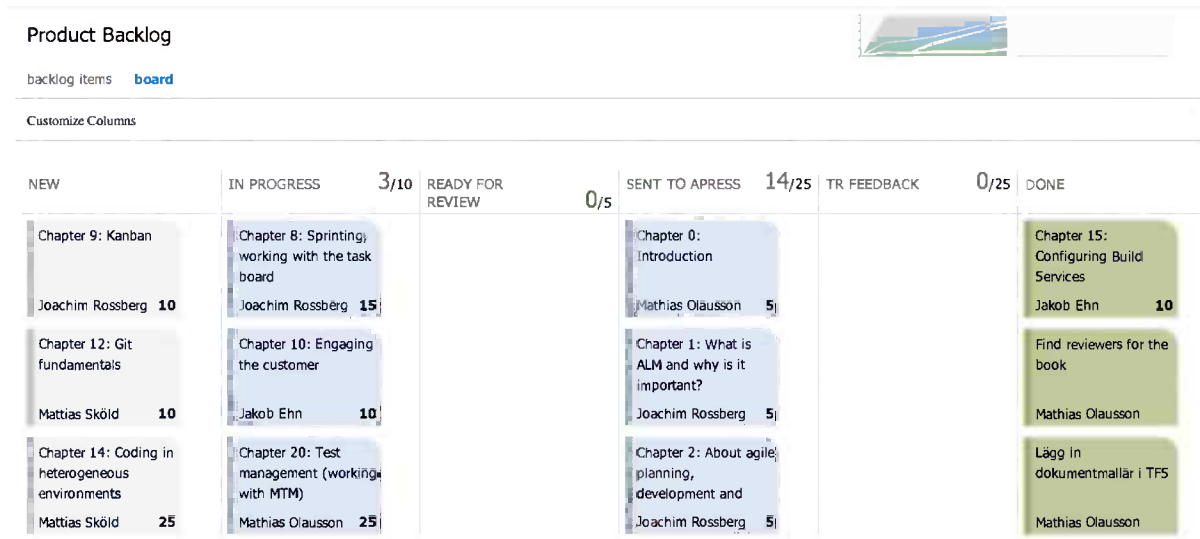 Product Backlog
backlog items board
Customize Columns
NEW
IN PROGRESS 3/10
READY FOR
REVIEW 0/5
SENT TO APRESS 14/25
TR FEEDBACK 0/25
DONE
Chapter 9: Kanban
Joachim Rossberg 10
Chapter 12: Git
fundamentals
Mattias Sköld 10
Chapter 14: Coding in
heterogeneous
environments
Mattias Sköld 25
Chapter 8: Sprinting,
working with the task
board
Joachim Rossberg 15
Chapter 10: Engaging
the customer
Jakob Ehn 10
Chapter 20: Test
management (working
with MTM)
Mathias Olausson 25
Chapter 0:
Introduction
Mathias Olausson 5
Chapter 1: What is
ALM and why is it
important?
Joachim Rossberg 5
Chapter 2: About agile
planning,
development and
Joachim Rossberg 5
Chapter 15:
Configuring Build
Services
Jakob Ehn 10
Find reviewers for the
book
Mathias Olausson
Lägg in
dokumentmallär i TFS
Mathias Olausson